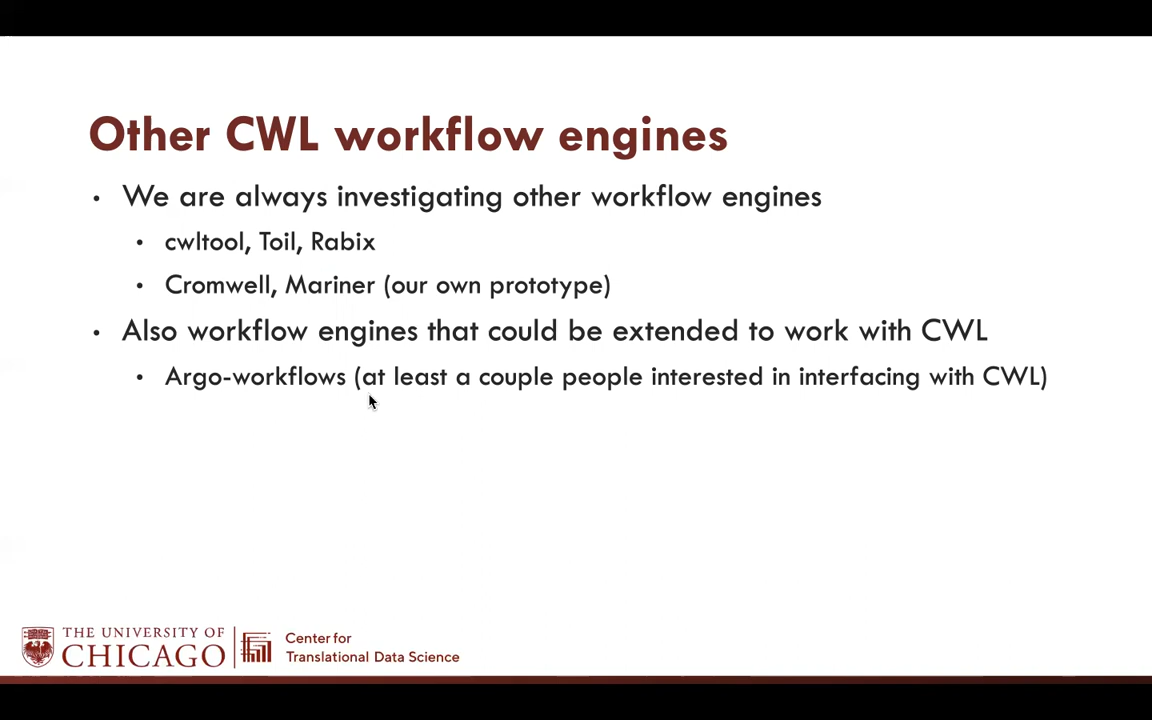 Other CWL workflow engines
• We are always investigating other workflow engines
• cwltool, Toil, Rabix
• Cromwell, Mariner (our own prototype)
• Also workflow engines that could be extended to work with CWL
• Argo-workflows (at least a couple people interested in interfacing with CWL)
THE UNIVERSITY OF
CHICAGO
Center for
Translational Data Science